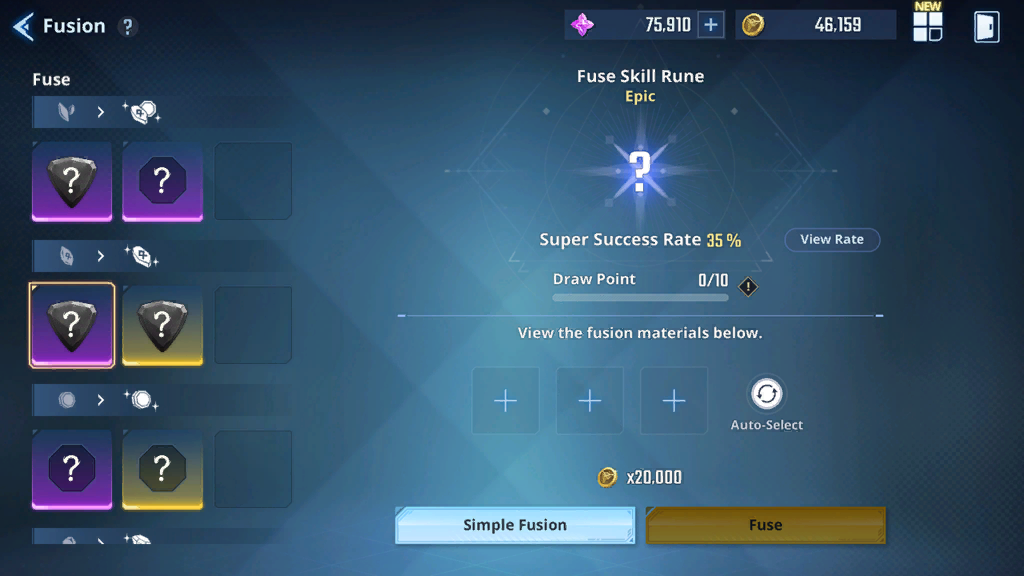 Fusion ?
75,910 +
46,159
NEW
Fuse
Fuse Skill Rune
Epic
?
? ?
Super Success Rate 35 %
View Rate
Draw Point 0/10 !
? ?
View the fusion materials below.
+ + +
Auto-Select
? ?
x20,000
Simple Fusion
Fuse